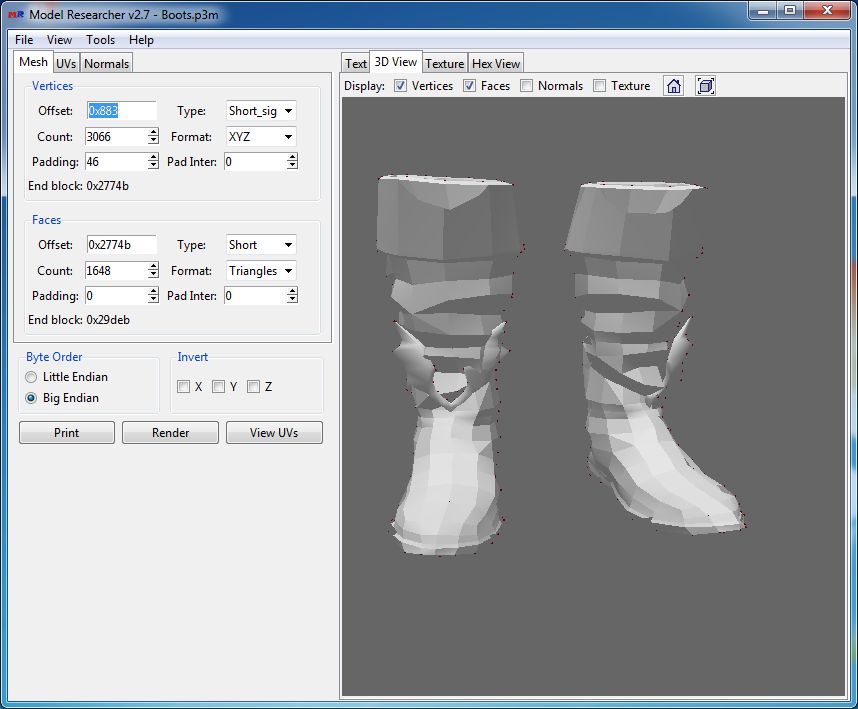 MR Model Researcher v2.7 - Boots.p3m
File View Tools Help
Mesh UVs Normals
Vertices
Offset: 0x883 Type: Short_sig
Count: 3066 Format: XYZ
Padding: 46 Pad Inter: 0
End block: 0x2774b
Faces
Offset: 0x2774b Type: Short
Count: 1648 Format: Triangles
Padding: 0 Pad Inter: 0
End block: 0x29deb
Byte Order
Little Endian
Big Endian
Invert
X Y Z
Print Render View UVs
Text 3D View Texture Hex View
Display: Vertices Faces Normals Texture